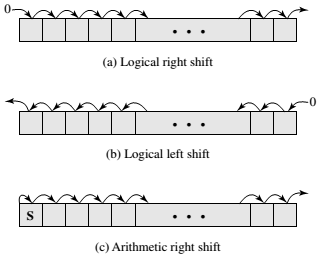 0
• • •
(a) Logical right shift
0
• • •
(b) Logical left shift
S
• • •
(c) Arithmetic right shift